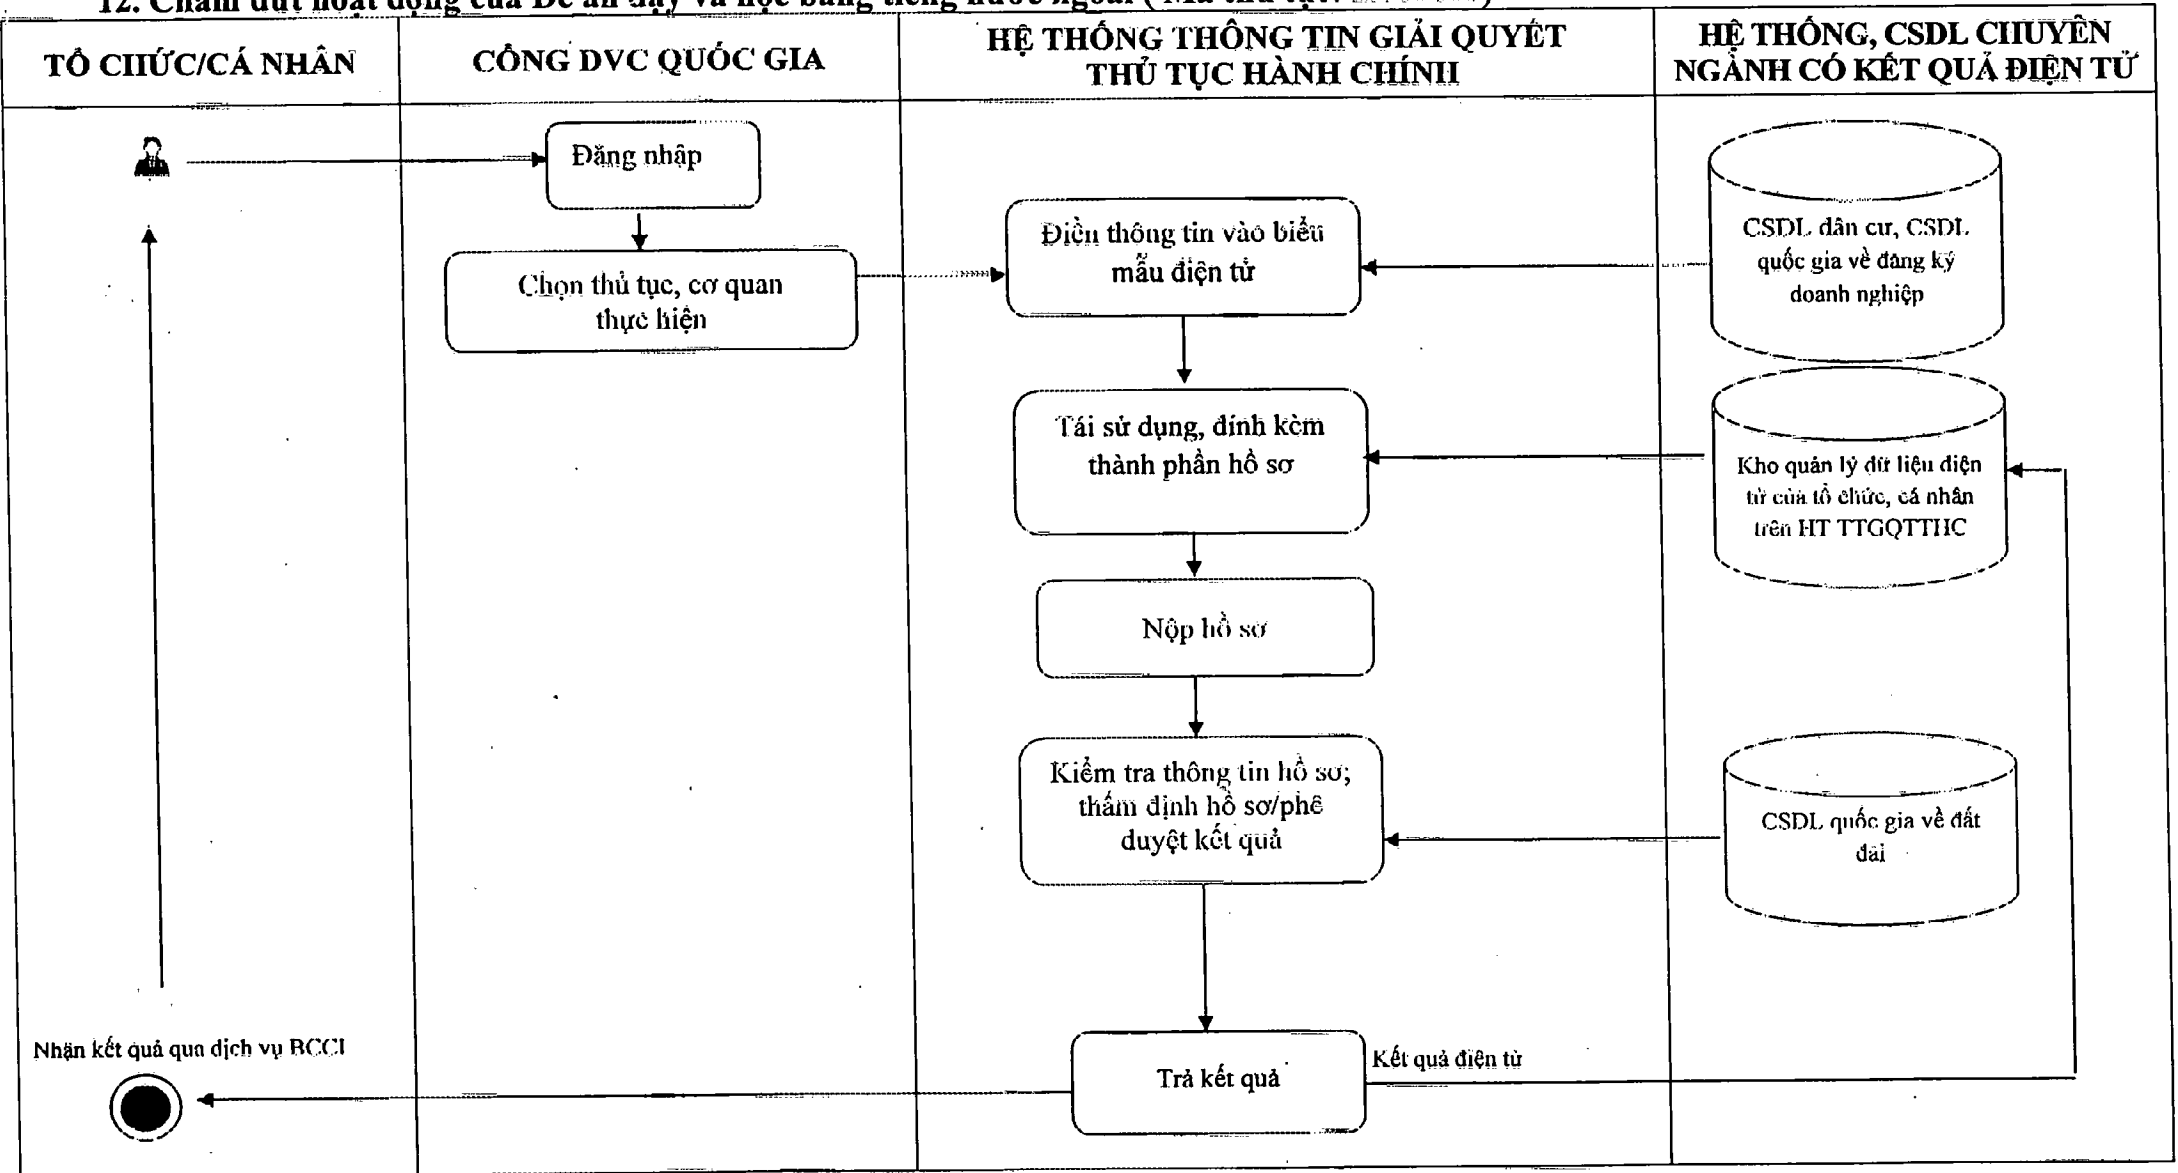 12. Chấm dứt hoạt động của Đề án dạy và học bằng tiếng nước ngoài ( Mã thủ tục:
TỔ CHỨC/CÁ NHÂN
CỔNG DVC QUỐC GIA
HỆ THỐNG THÔNG TIN GIẢI QUYẾT
THỦ TỤC HÀNH CHÍNH
HỆ THỐNG, CSDL CHUYÊN
NGÀNH CÓ KẾT QUẢ ĐIỆN TỬ
Đăng nhập
Chọn thủ tục, cơ quan
thực hiện
Điền thông tin vào biểu
mẫu điện tử
CSDL dân cư, CSDL
quốc gia về đăng ký
doanh nghiệp
Tái sử dụng, đính kèm
thành phần hồ sơ
Kho quản lý dữ liệu điện
tử của tổ chức, cá nhân
trên HT TTGQTTHC
Nộp hồ sơ
Kiểm tra thông tin hồ sơ;
thẩm định hồ sơ/phê
duyệt kết quả
CSDL quốc gia về đất
đai
Nhận kết quả qua dịch vụ BCCI
Trả kết quả
Kết quả điện tử